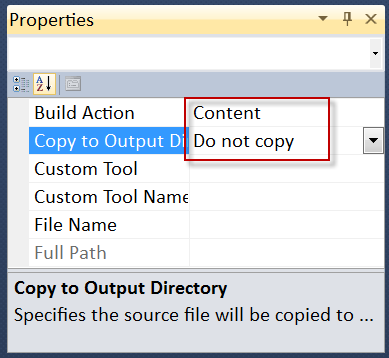 Properties
Build Action Content
Copy to Output Di Do not copy
Custom Tool
Custom Tool Name
File Name
Full Path
Copy to Output Directory
Specifies the source file will be copied to ...